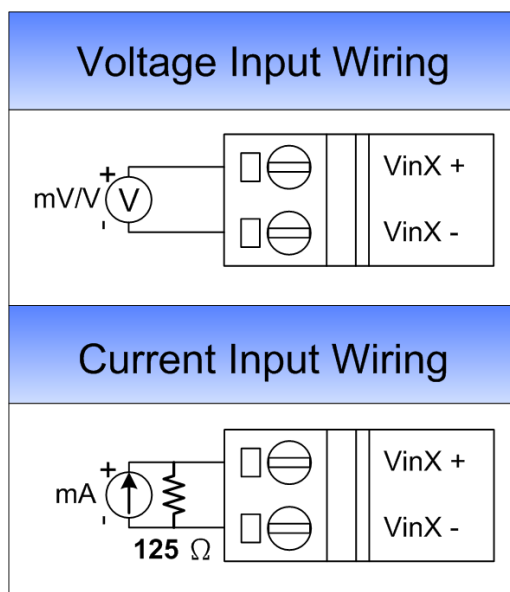 Voltage Input Wiring
+
mV/V V
-
VinX +
VinX -
Current Input Wiring
+
mA
-
125 Ω
VinX +
VinX -